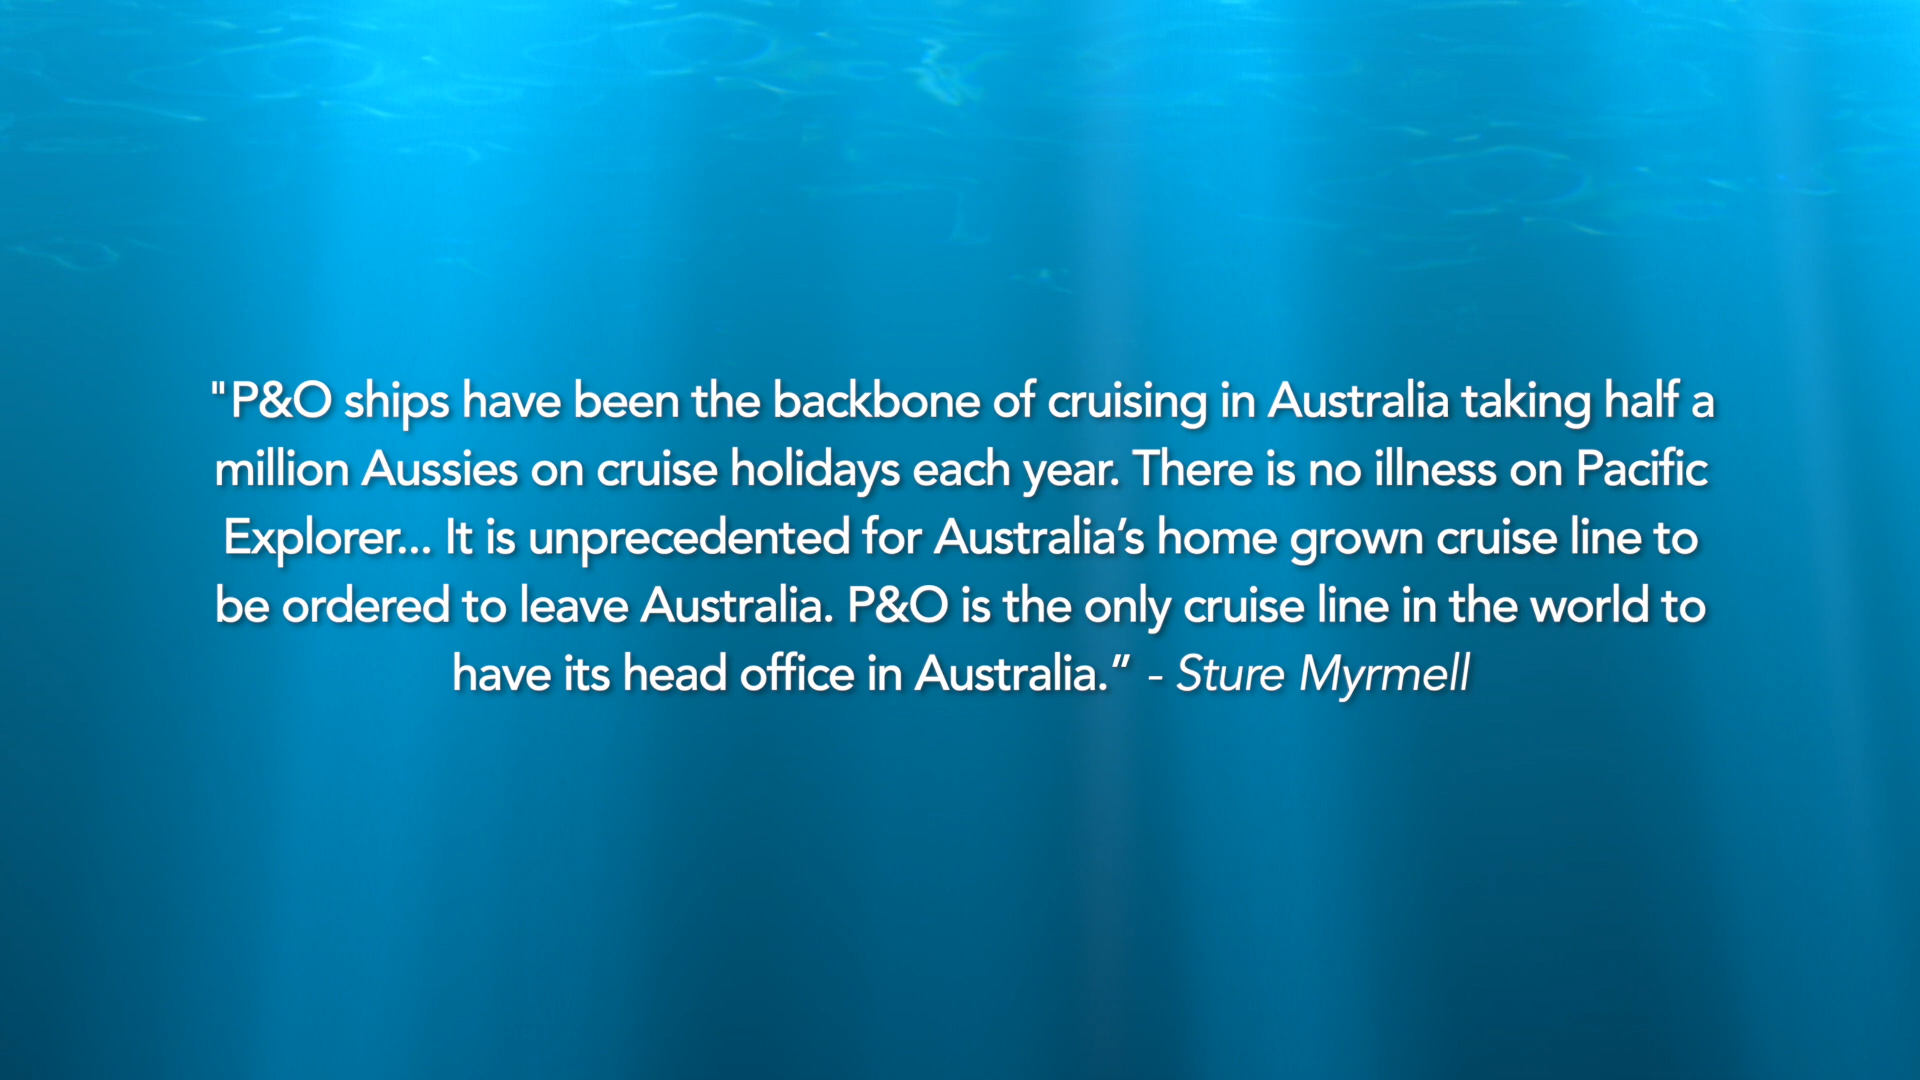 "P&O ships have been the backbone of cruising in Australia taking half a
million Aussies on cruise holidays each year. There is no illness on Pacific
Explorer... It is unprecedented for Australia’s home grown cruise line to
be ordered to leave Australia. P&O is the only cruise line in the world to
have its head office in Australia.” - Sture Myrmell